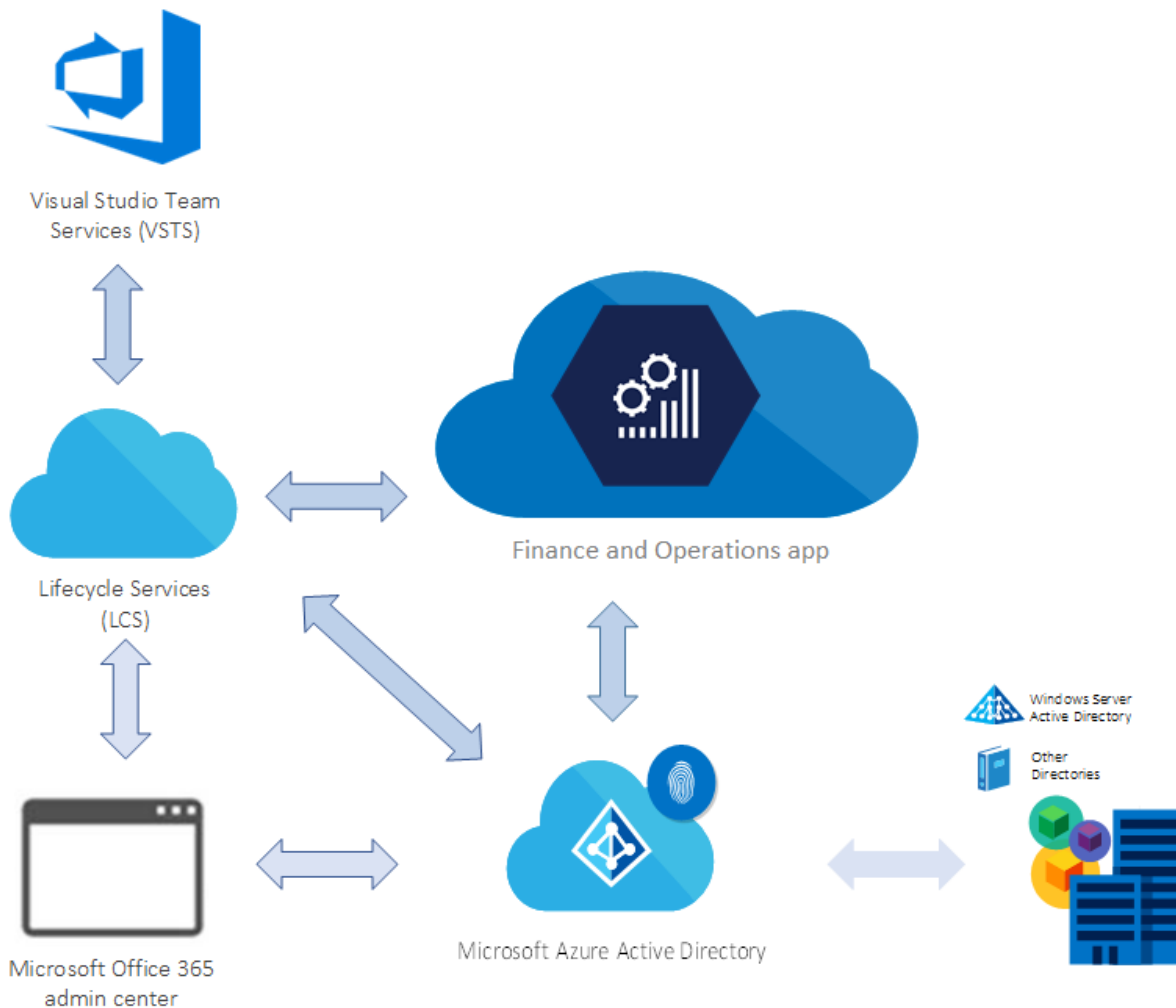 Visual Studio Team
Services (VSTS)
Finance and Operations app
Lifecycle Services
(LCS)
Windows Server
Active Directory
Other
Directories
Microsoft Azure Active Directory
Microsoft Office 365
admin center